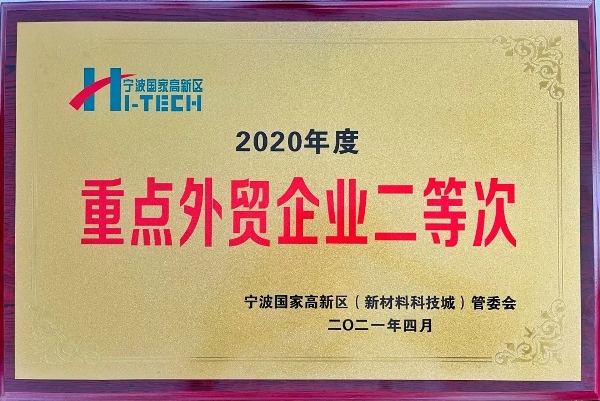 宁波国家高新区
HI-TECH
2020年度
重点外贸企业二等次
宁波国家高新区（新材料科技城）管委会
二〇二一年四月